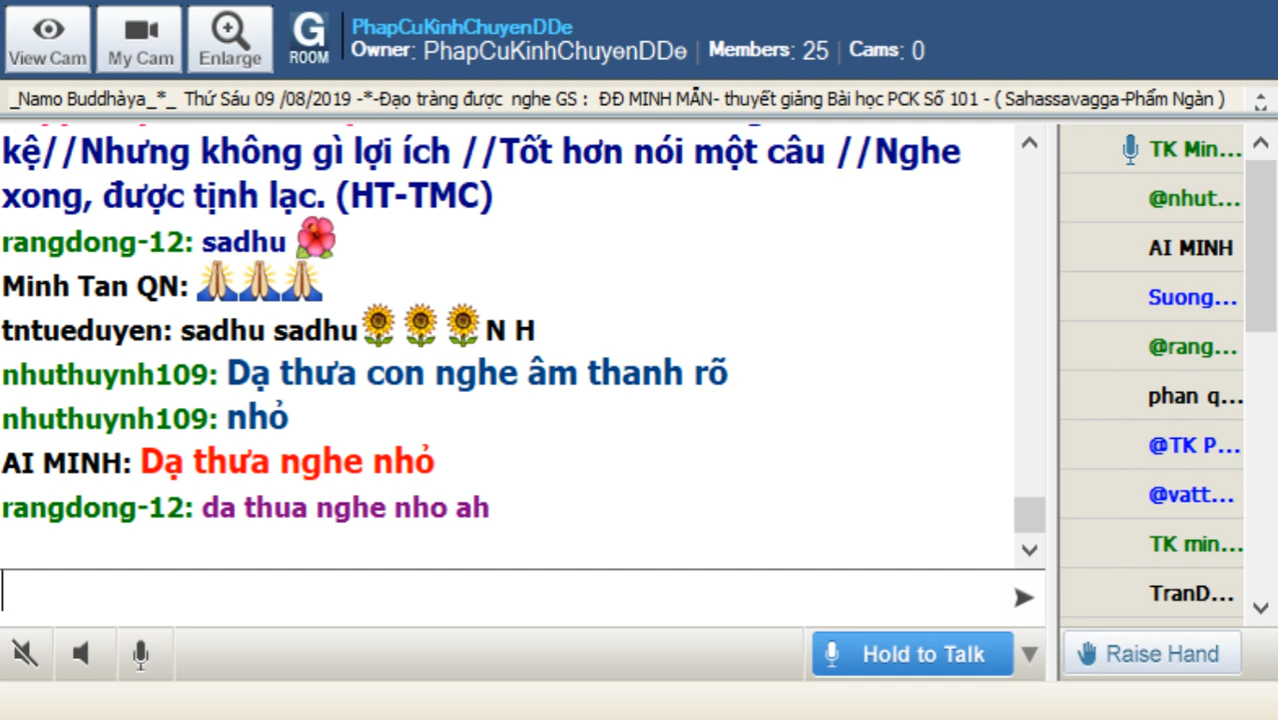 View Cam
My Cam
Enlarge
G
ROOM
PhapCuKinhChuyenDDe
Owner: PhapCuKinhChuyenDDe | Members: 25 | Cams: 0
_Namo Buddhàya_*_ Thứ Sáu 09 /08/2019 -*-Đạo tràng được nghe GS : ĐĐ MINH MẪN- thuyết giảng Bài học PCK Số 101 - ( Sahassavagga-Phẩm Ngàn )
kệ//Nhưng không gì lợi ích //Tốt hơn nói một câu //Nghe
xong, được tịnh lạc. (HT-TMC)
rangdong-12: sadhu 🌺
Minh Tan QN: 🙏🙏🙏
tntueduyen: sadhu sadhu🌻🌻🌻N H
nhuthuynh109: Dạ thưa con nghe âm thanh rõ
nhuthuynh109: nhỏ
AI MINH: Dạ thưa nghe nhỏ
rangdong-12: da thua nghe nho ah
TK Min...
@nhut...
AI MINH
Suong...
@rang...
phan q...
@TK P...
@vatt...
TK min...
TranD...
Hold to Talk
Raise Hand